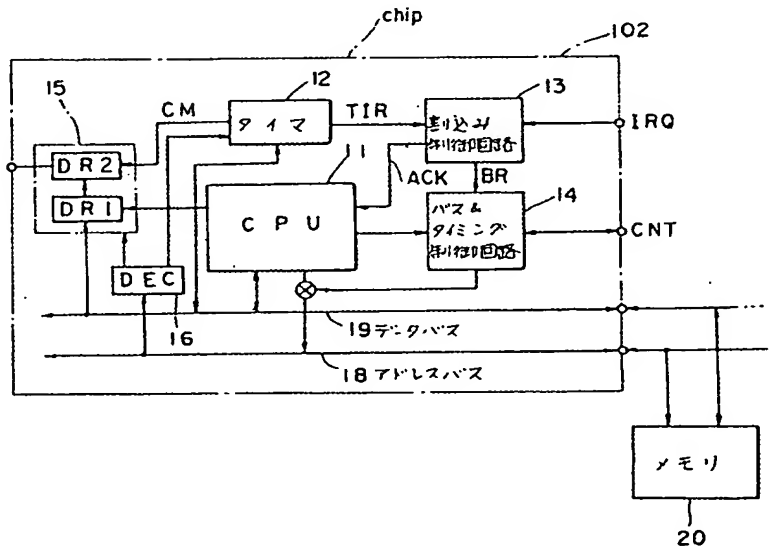 chip
102
15
12
13
CM
タイマ
TIR
割込み
制御回路
IRQ
DR2
11
ACK
BR
14
DR1
CPU
バス&
タイミング
制御回路
CNT
DEC
16
19データバス
18アドレスバス
メモリ
20